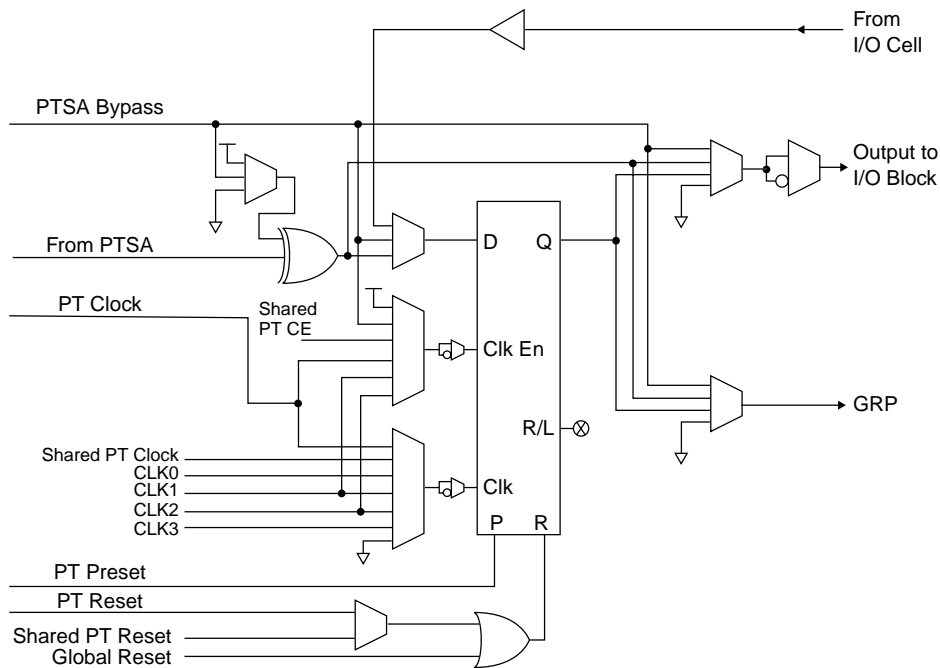 From
I/O Cell
PTSA Bypass
Output to
I/O Block
From PTSA
D
Q
PT Clock
Shared
PT CE
Clk En
GRP
R/L
Shared PT Clock
CLK0
CLK1
Clk
CLK2
CLK3
P
R
PT Preset
PT Reset
Shared PT Reset
Global Reset